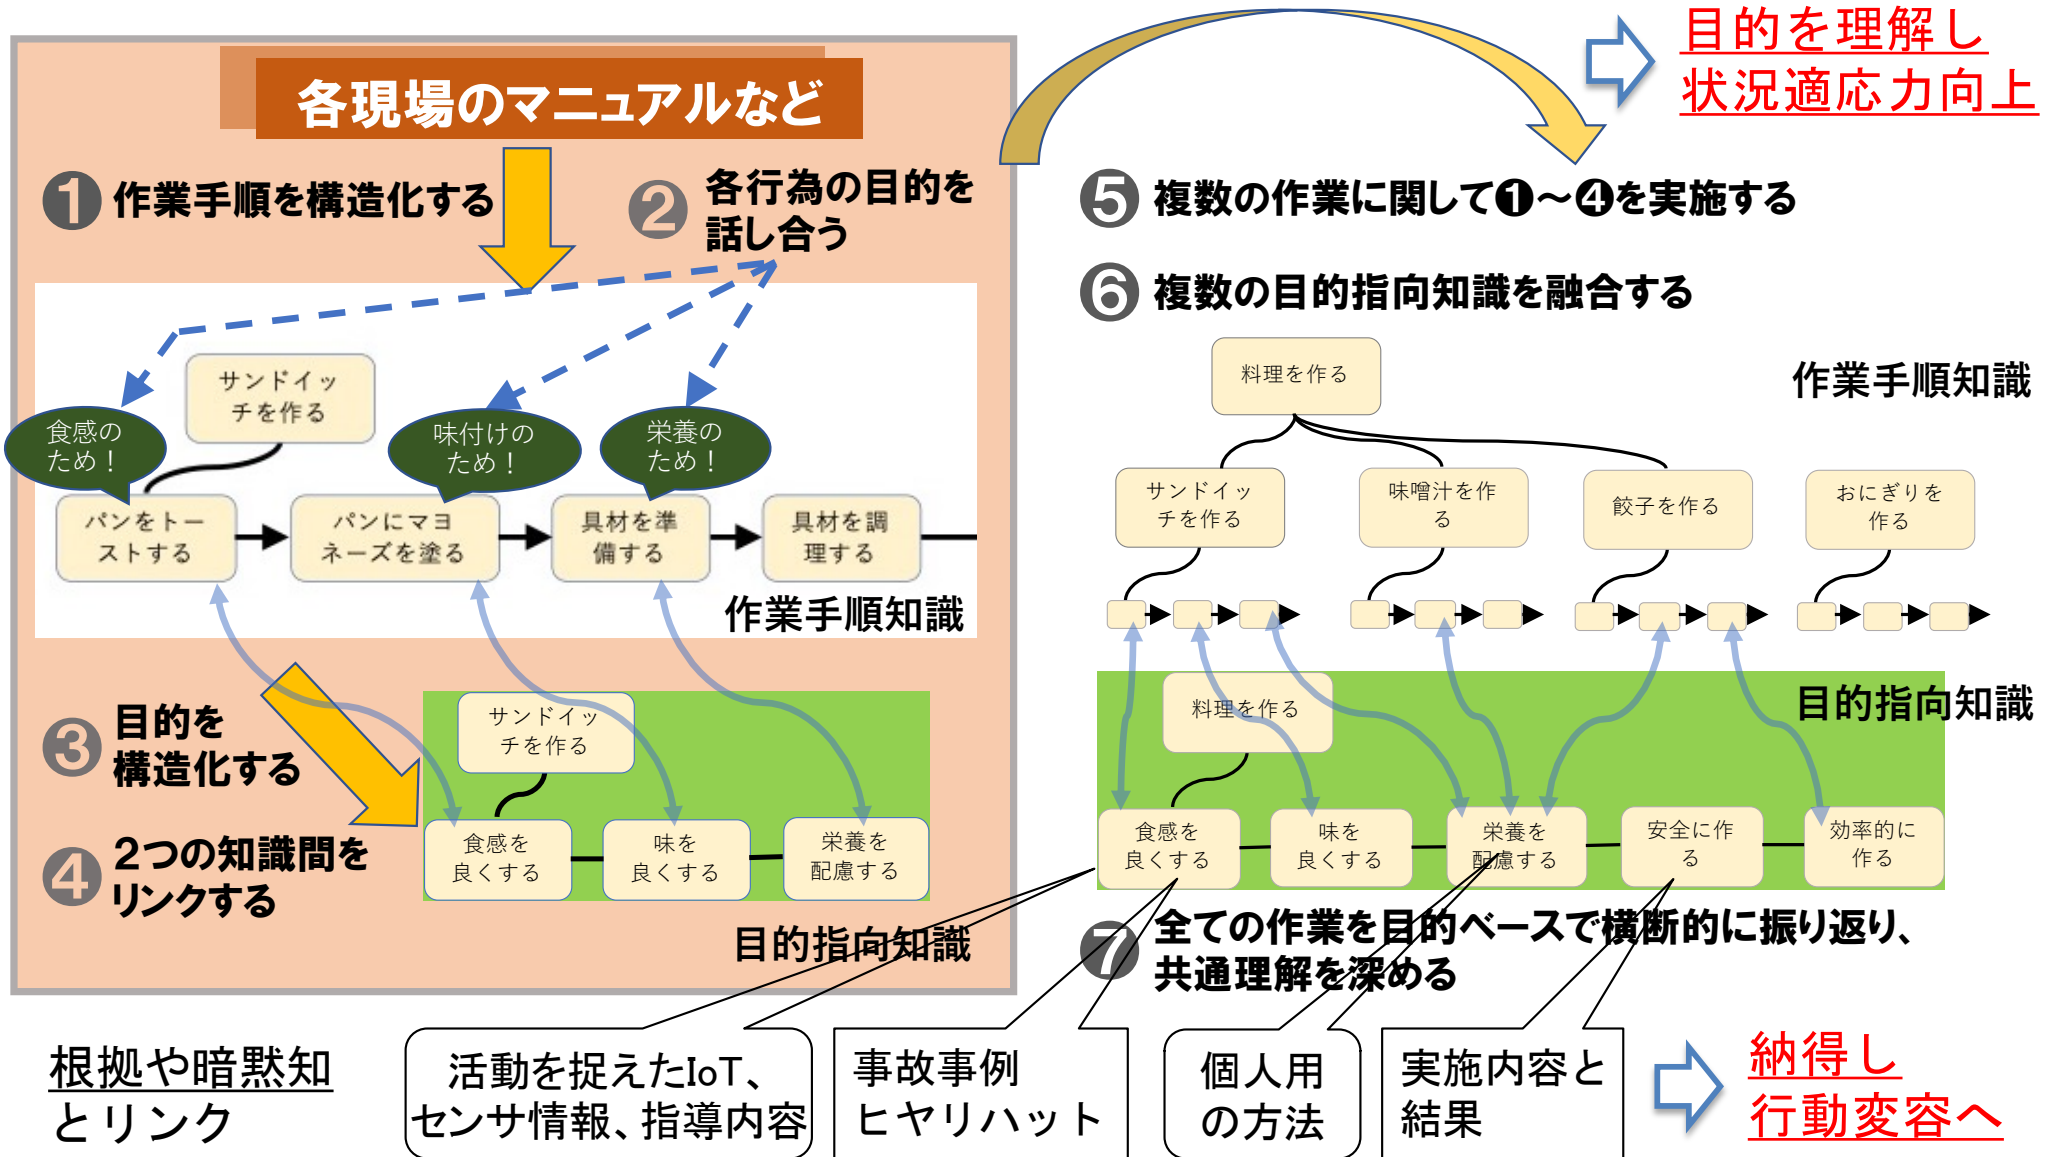 各現場のマニュアルなど
❶ 作業手順を構造化する
❷ 各行為の目的を
話し合う
サンドイッ
チを作る
食感の
ため！
味付けの
ため！
栄養の
ため！
パンをトー
ストする
パンにマヨ
ネーズを塗る
具材を準
備する
具材を調
理する
作業手順知識
❸ 目的を
構造化する
❹ 2つの知識間を
リンクする
サンドイッ
チを作る
食感を
良くする
味を
良くする
栄養を
配慮する
目的指向知識
目的を理解し
状況適応力向上
❺ 複数の作業に関して❶～❹を実施する
❻ 複数の目的指向知識を融合する
料理を作る
作業手順知識
サンドイッ
チを作る
味噌汁を作
る
餃子を作る
おにぎりを
作る
目的指向知識
料理を作る
食感を
良くする
味を
良くする
栄養を
配慮する
安全に作
る
効率的に
作る
❼ 全ての作業を目的ベースで横断的に振り返り、
共通理解を深める
根拠や暗黙知
とリンク
活動を捉えたIoT、
センサ情報、指導内容
事故事例
ヒヤリハット
個人用
の方法
実施内容と
結果
納得し
行動変容へ